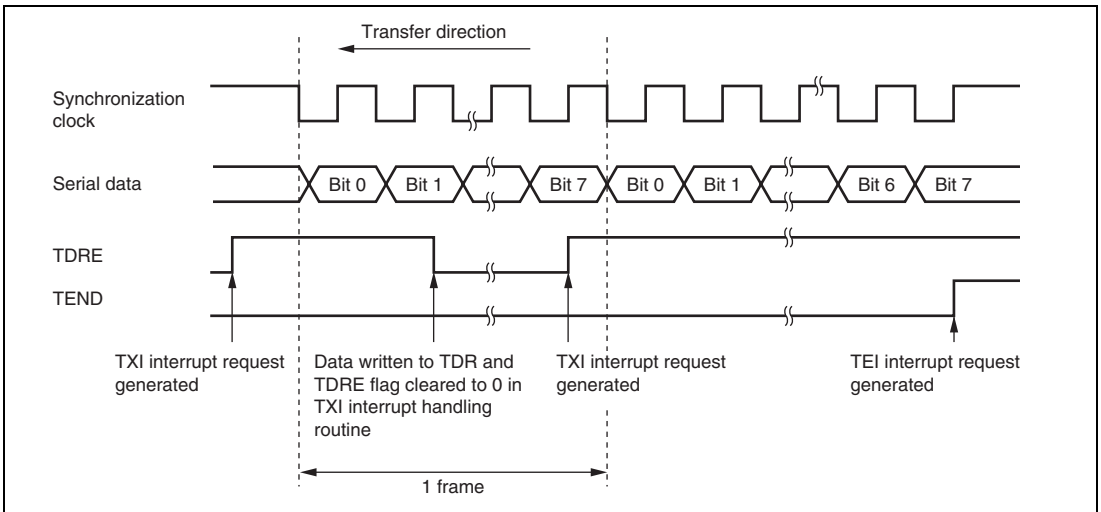 Transfer direction
Synchronization
clock
Serial data
Bit 0
Bit 1
Bit 7
Bit 0
Bit 1
Bit 6
Bit 7
TDRE
TEND
TXI interrupt request
generated
Data written to TDR and
TDRE flag cleared to 0 in
TXI interrupt handling
routine
TXI interrupt request
generated
TEI interrupt request
generated
1 frame